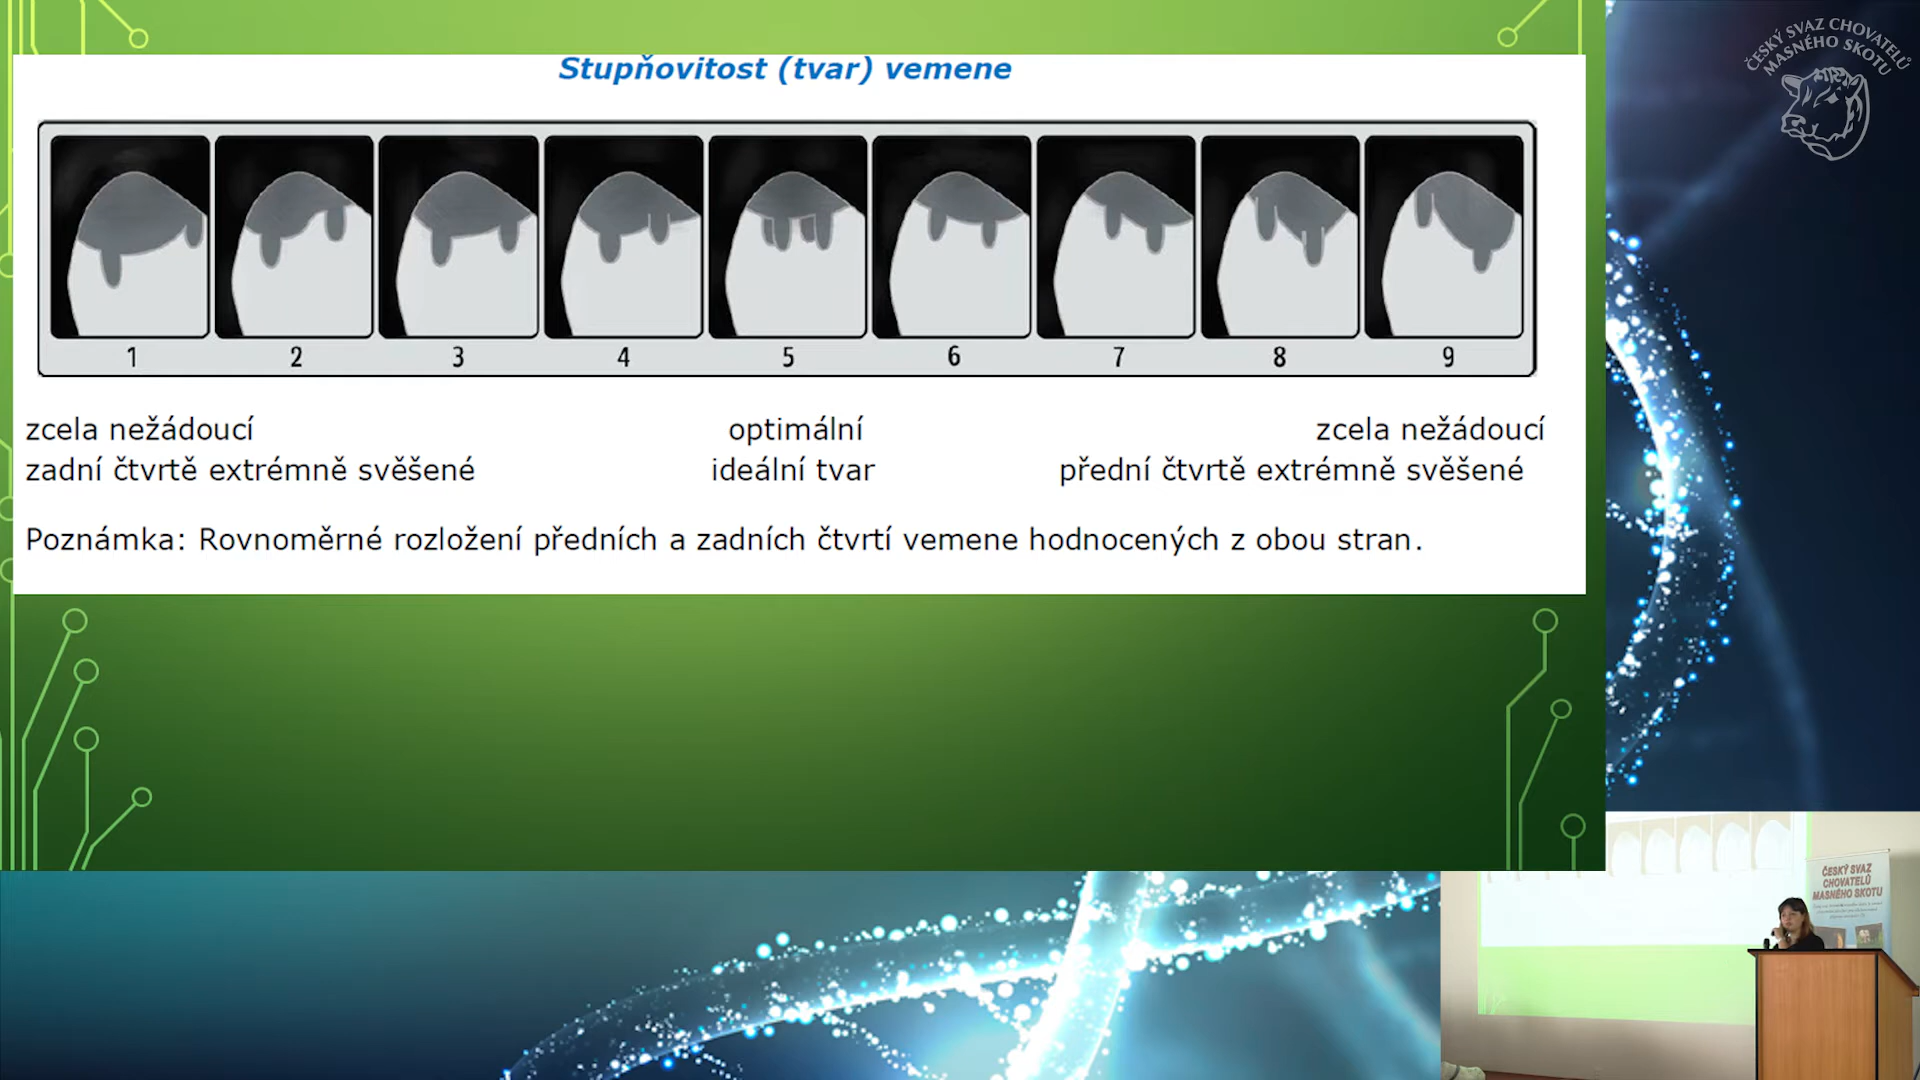 Stupňovitost (tvar) vemene
1 2 3 4 5 6 7 8 9
zcela nežádoucí optimální zcela nežádoucí
zadní čtvrtě extrémně svěšené ideální tvar přední čtvrtě extrémně svěšené
Poznámka: Rovnoměrné rozložení předních a zadních čtvrtí vemene hodnocených z obou stran.
ČESKÝ SVAZ CHOVATELŮ
MASNÉHO SKOTU
ČESKÝ SVAZ
CHOVATELŮ
MASNÉHO SKOTU